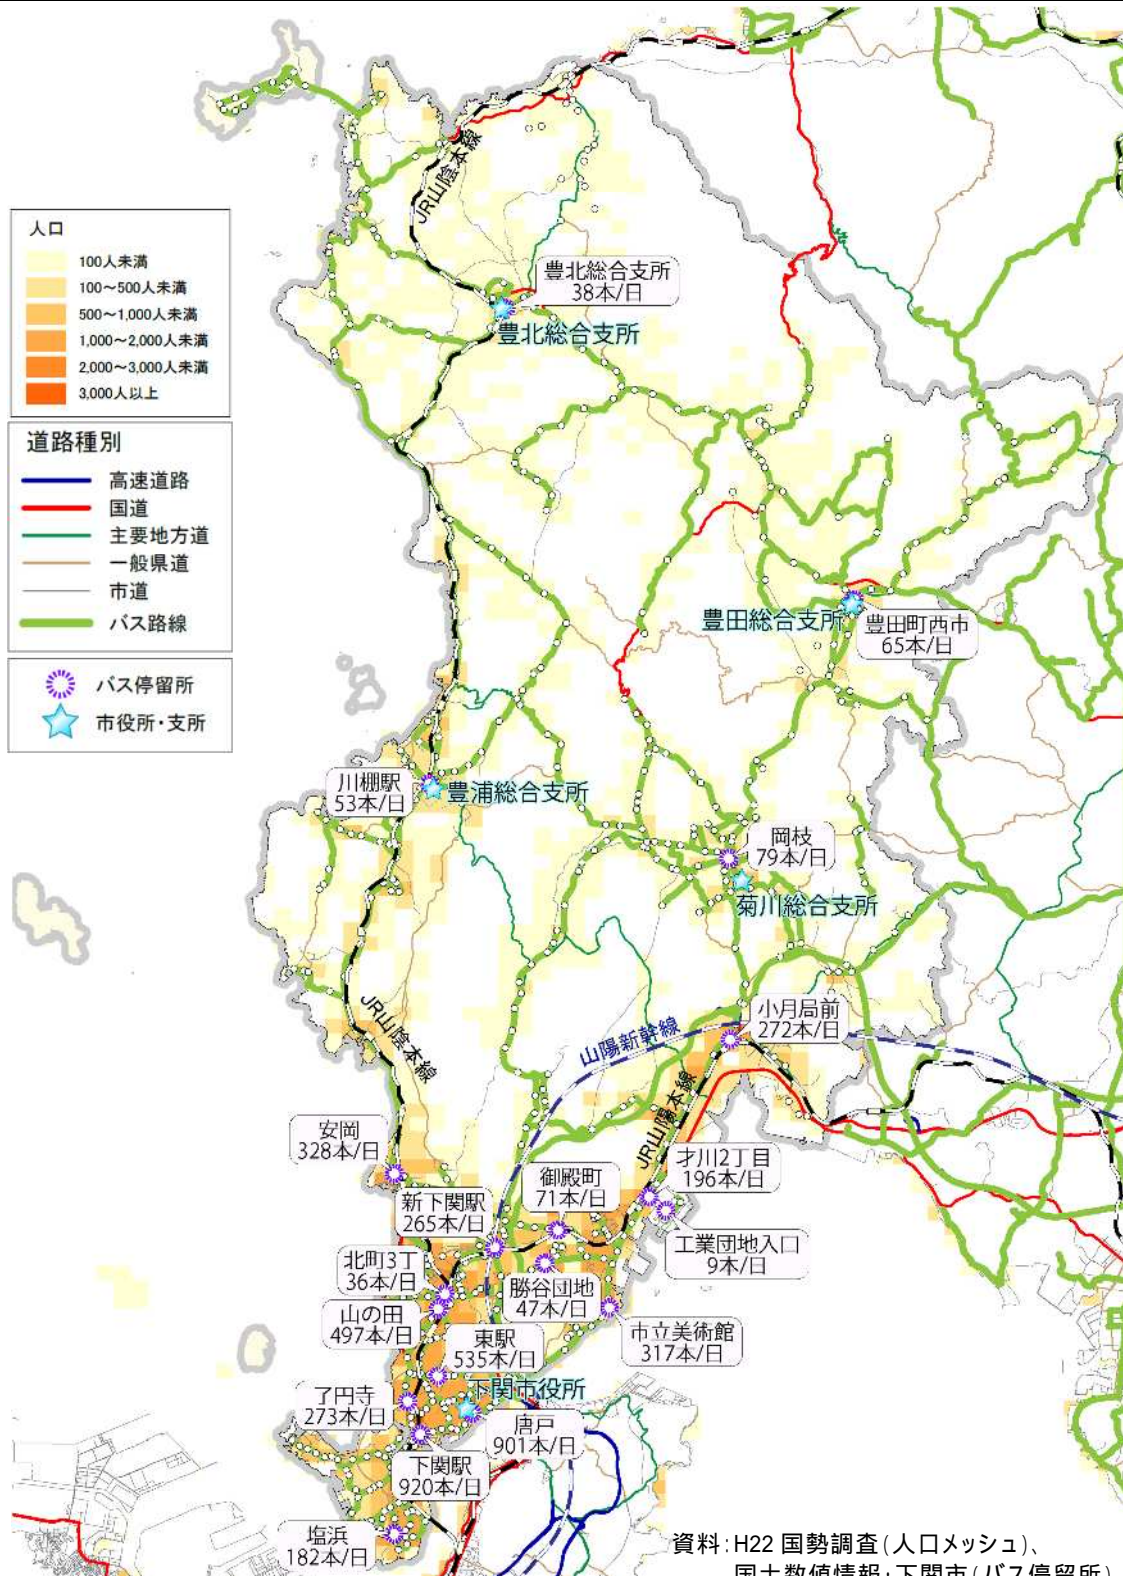 人口
100人未満
100～500人未満
500～1,000人未満
1,000～2,000人未満
2,000～3,000人未満
3,000人以上
道路種別
高速道路
国道
主要地方道
一般県道
市道
バス路線
バス停留所
市役所・支所
JR山陰本線
豊北総合支所
38本/日
豊北総合支所
豊田総合支所
豊田町西市
65本/日
川棚駅
53本/日
豊浦総合支所
岡枝
79本/日
菊川総合支所
JR山陰本線
山陽新幹線
小月局前
272本/日
JR山陽本線
安岡
328本/日
才川2丁目
196本/日
御殿町
71本/日
新下関駅
265本/日
工業団地入口
9本/日
北町3丁
36本/日
勝谷団地
47本/日
山の田
497本/日
市立美術館
317本/日
東駅
535本/日
下関市役所
了円寺
273本/日
唐戸
901本/日
下関駅
920本/日
塩浜
182本/日
資料：H22 国勢調査（人口メッシュ）、
国土数値情報・下関市（バス停留所）